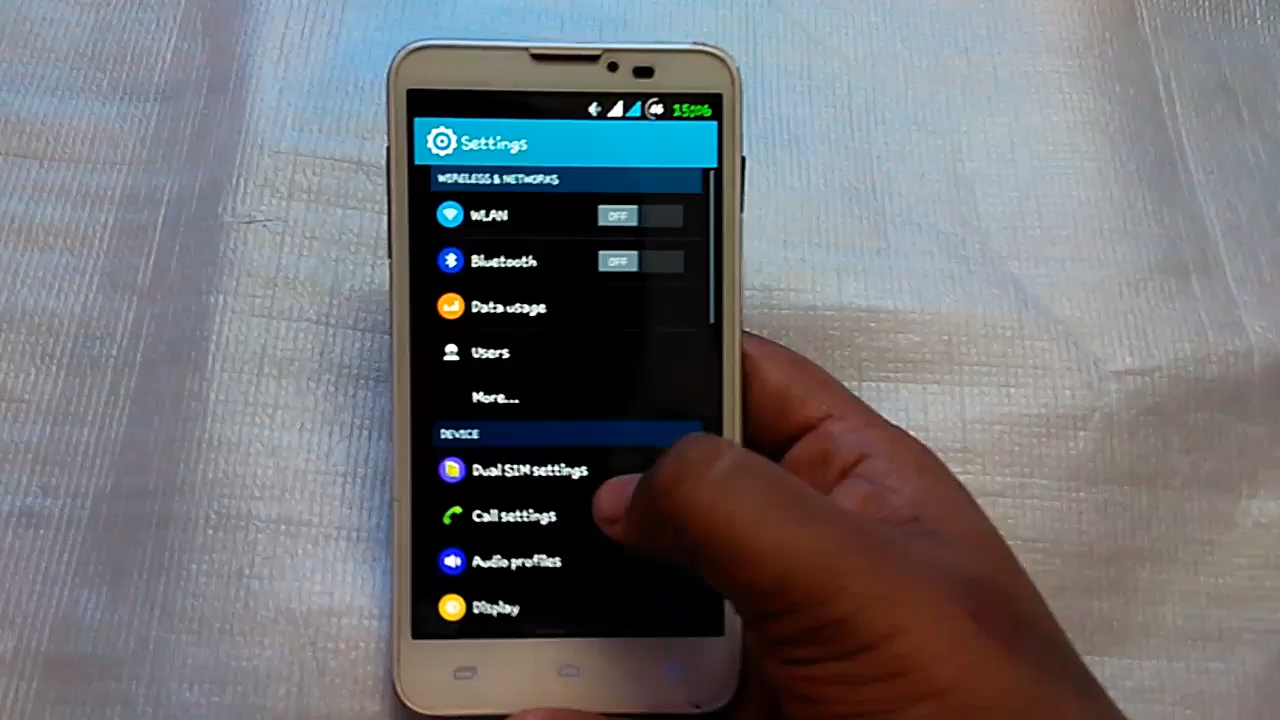 15:06
Settings
WIRELESS & NETWORKS
WLAN OFF
Bluetooth OFF
Data usage
Users
More...
DEVICE
Dual SIM settings
Call settings
Audio profiles
Display